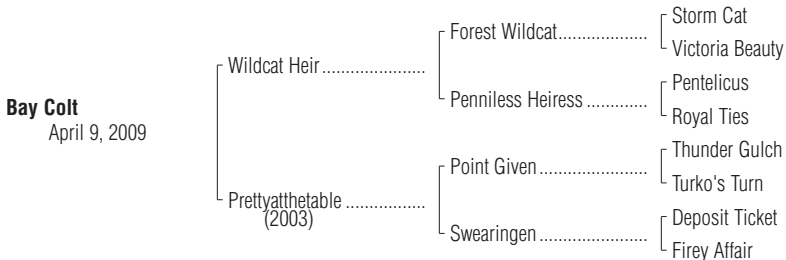 Storm Cat
Forest Wildcat...................
Victoria Beauty
Wildcat Heir......................
Pentelicus
Penniless Heiress.............
Royal Ties
Bay Colt
April 9, 2009
Thunder Gulch
Point Given.......................
Turko's Turn
Prettyatthetable.................
(2003)
Deposit Ticket
Swearingen.......................
Firey Affair